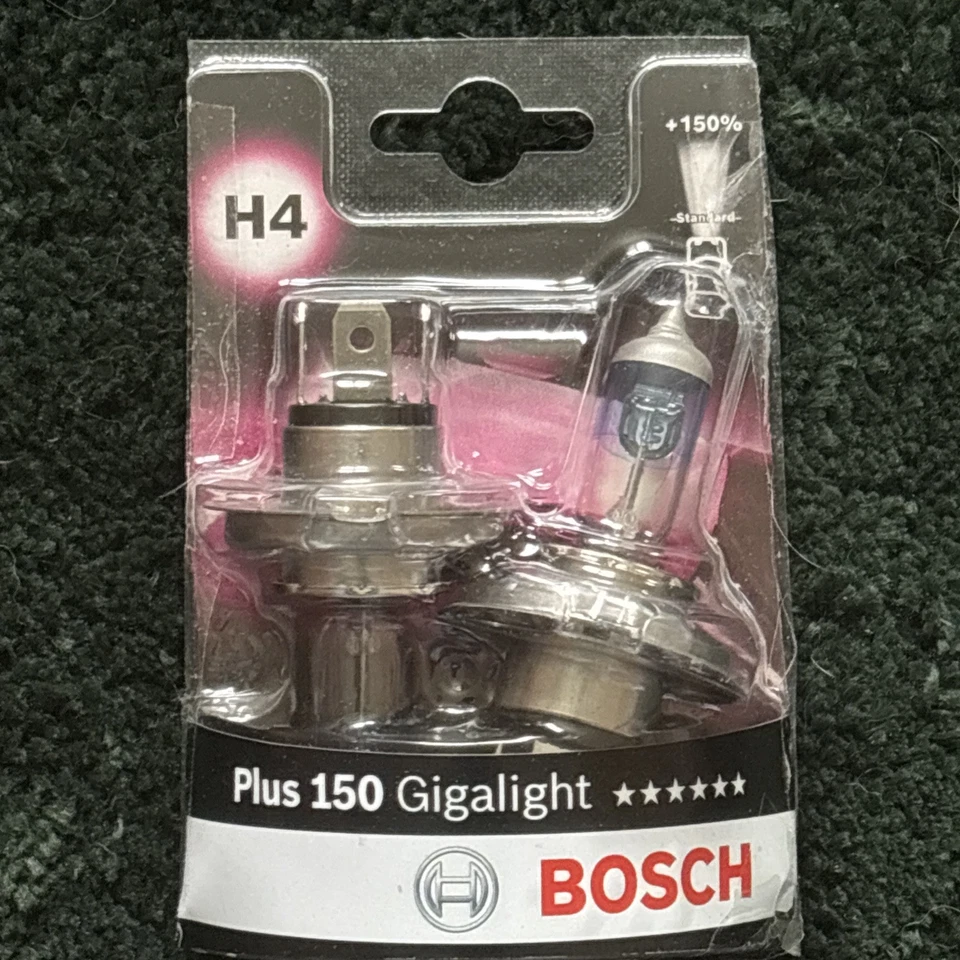 +150%
Standard
H4
Plus 150 Gigalight ★★★★★★
BOSCH